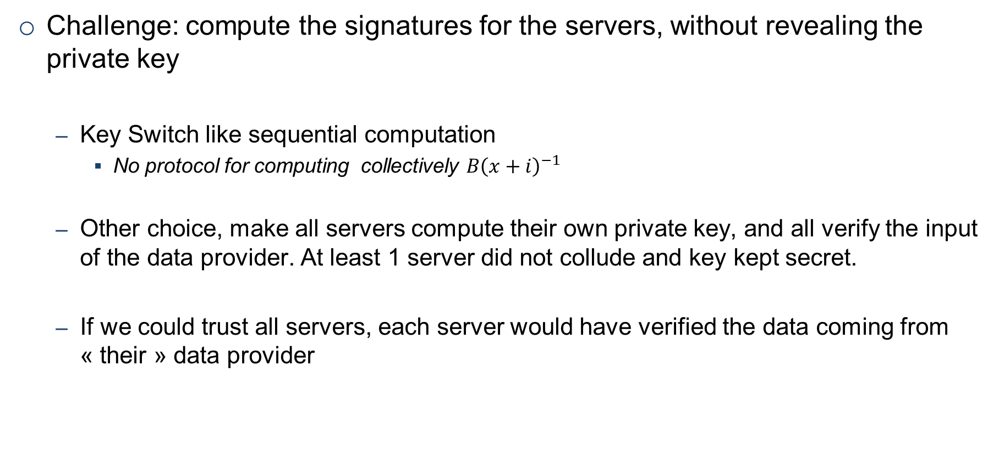 ○ Challenge: compute the signatures for the servers, without revealing the
private key
– Key Switch like sequential computation
▪ No protocol for computing collectively B(x + i)⁻¹
– Other choice, make all servers compute their own private key, and all verify the input
of the data provider. At least 1 server did not collude and key kept secret.
– If we could trust all servers, each server would have verified the data coming from
« their » data provider